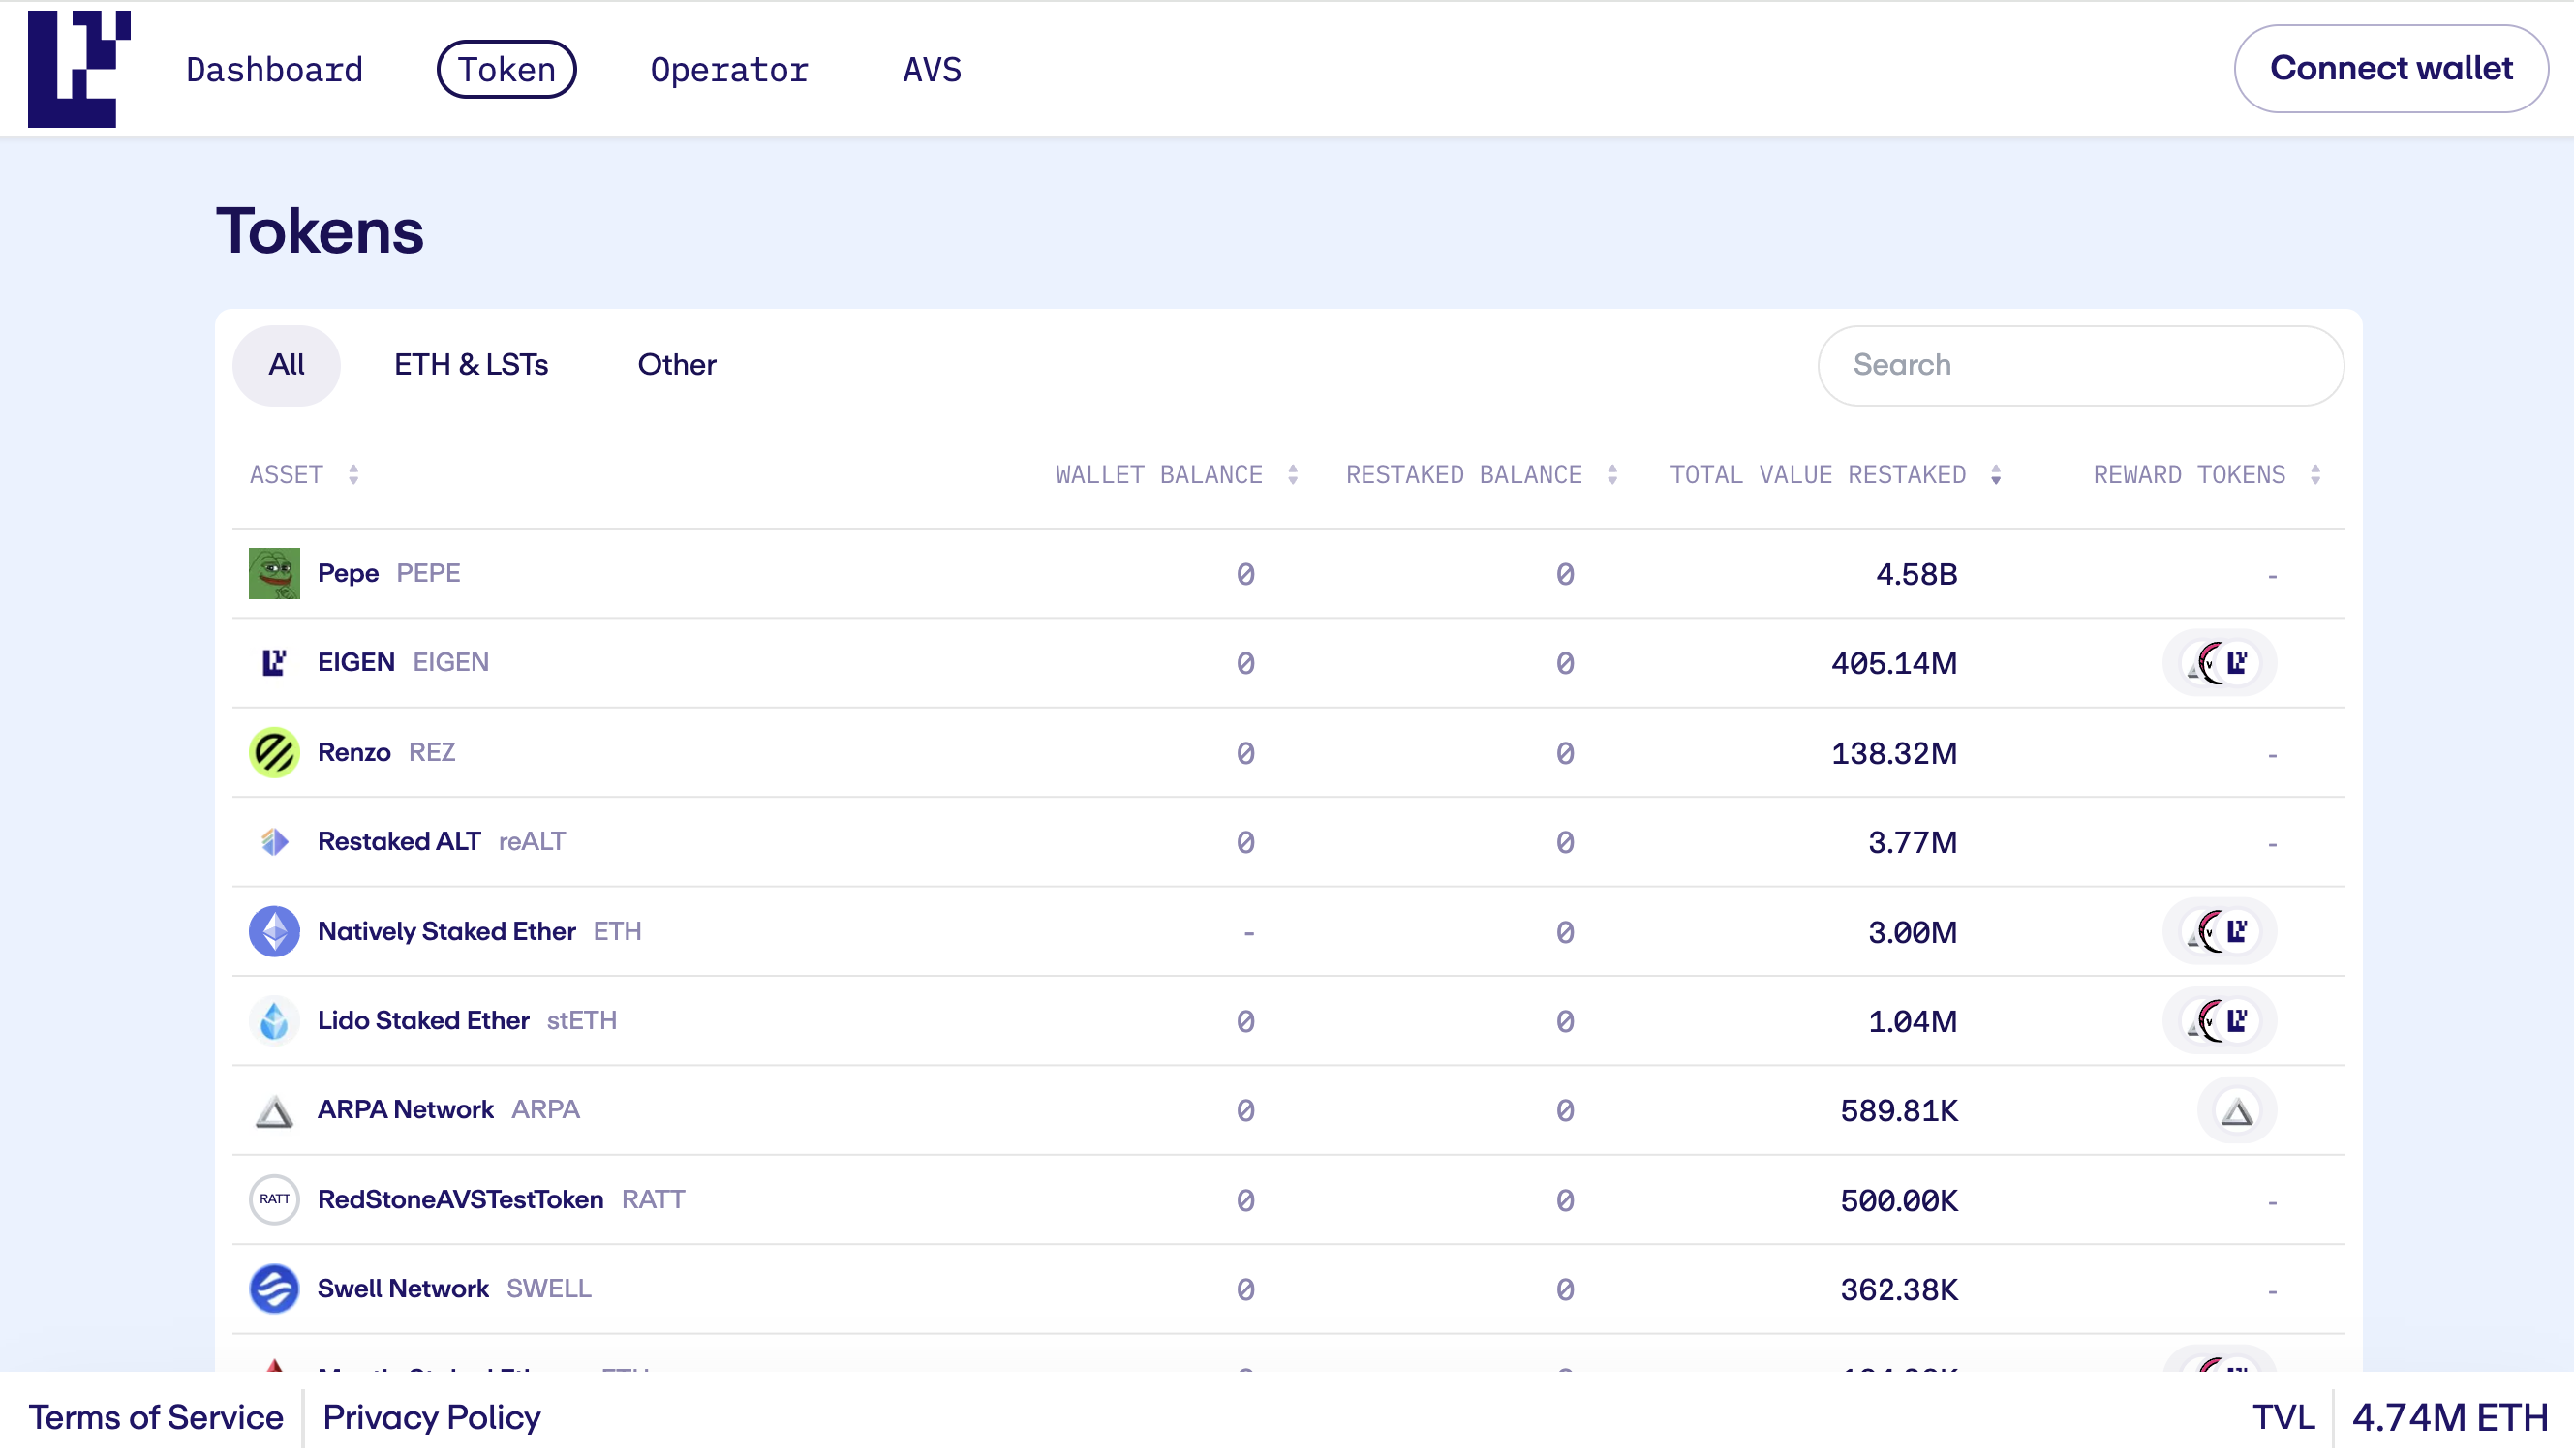 Dashboard Token Operator AVS Connect wallet
Tokens
All ETH & LSTs Other Search
ASSET WALLET BALANCE RESTAKED BALANCE TOTAL VALUE RESTAKED REWARD TOKENS
Pepe PEPE 0 0 4.58B -
EIGEN EIGEN 0 0 405.14M
Renzo REZ 0 0 138.32M -
Restaked ALT reALT 0 0 3.77M -
Natively Staked Ether ETH - 0 3.00M
Lido Staked Ether stETH 0 0 1.04M
ARPA Network ARPA 0 0 589.81K
RATT RedStoneAVSTestToken RATT 0 0 500.00K -
Swell Network SWELL 0 0 362.38K -
Terms of Service Privacy Policy TVL 4.74M ETH